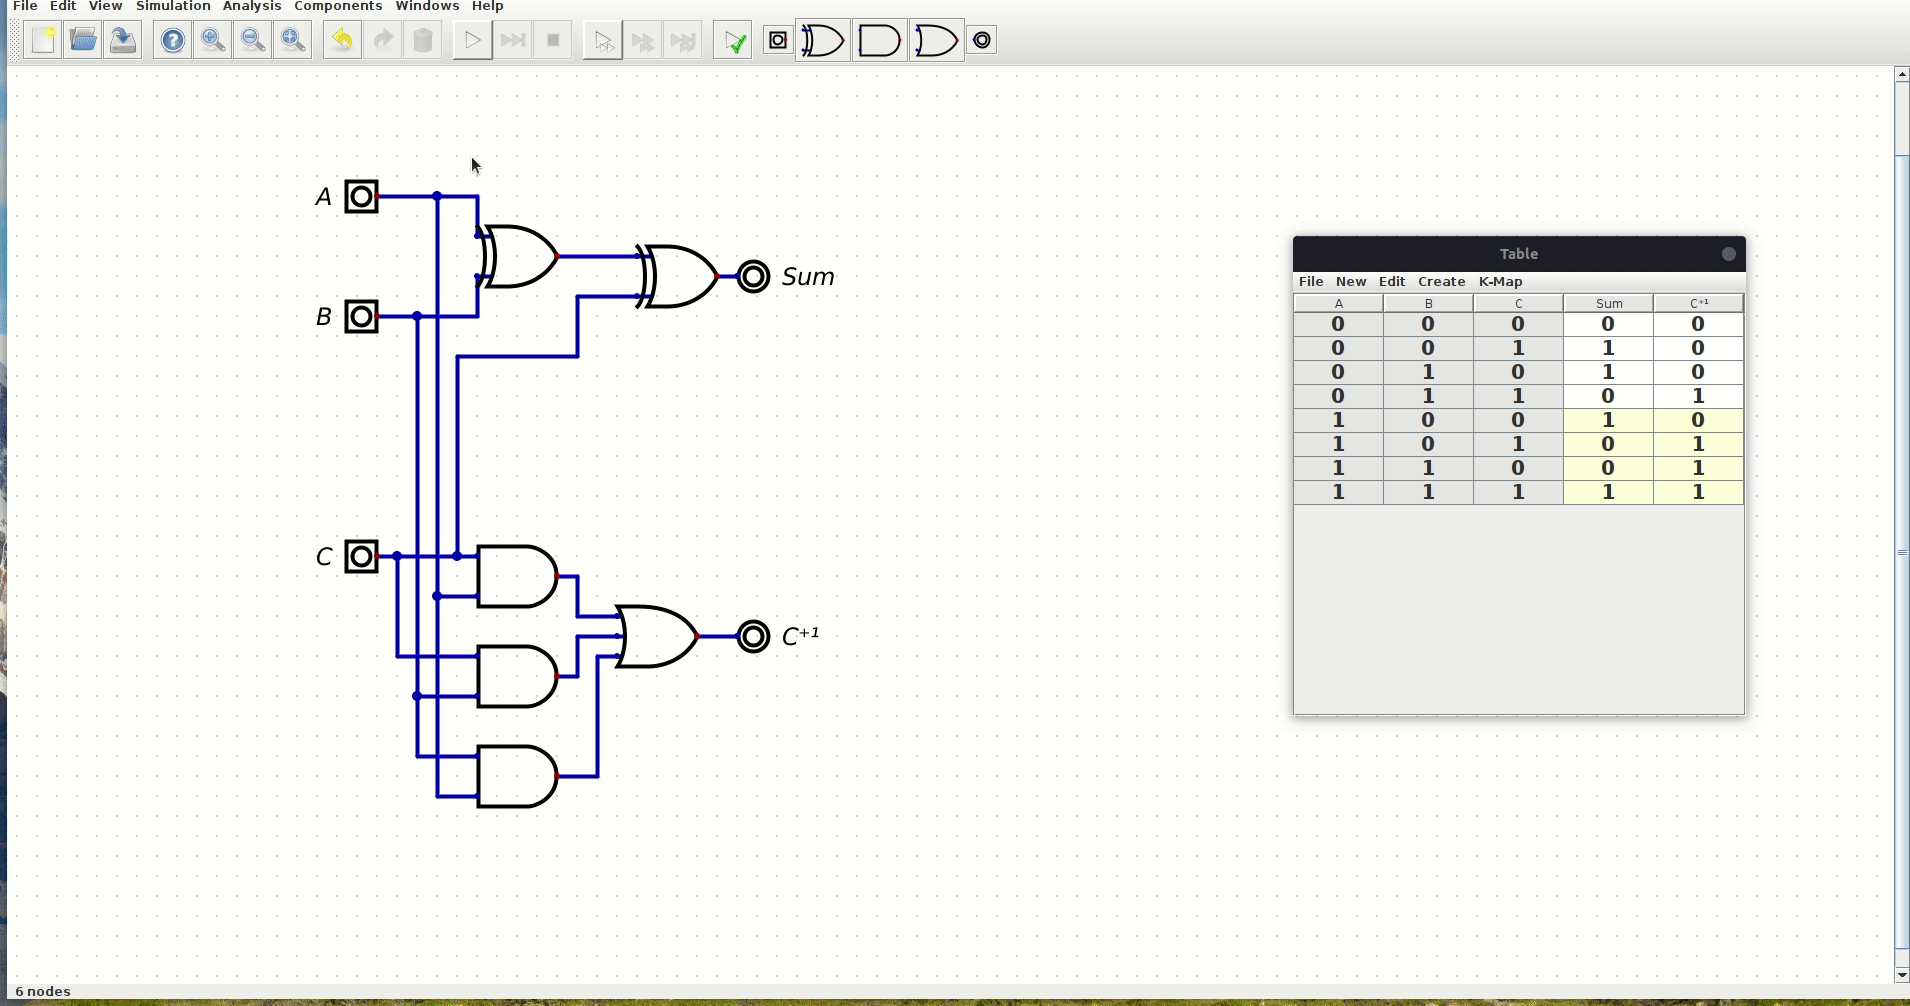 File Edit View Simulation Analysis Components Windows Help
A
B
Sum
C
C⁺¹
Table
File New Edit Create K-Map
A B C Sum C⁺¹
0 0 0 0 0
0 0 1 1 0
0 1 0 1 0
0 1 1 0 1
1 0 0 1 0
1 0 1 0 1
1 1 0 0 1
1 1 1 1 1
6 nodes